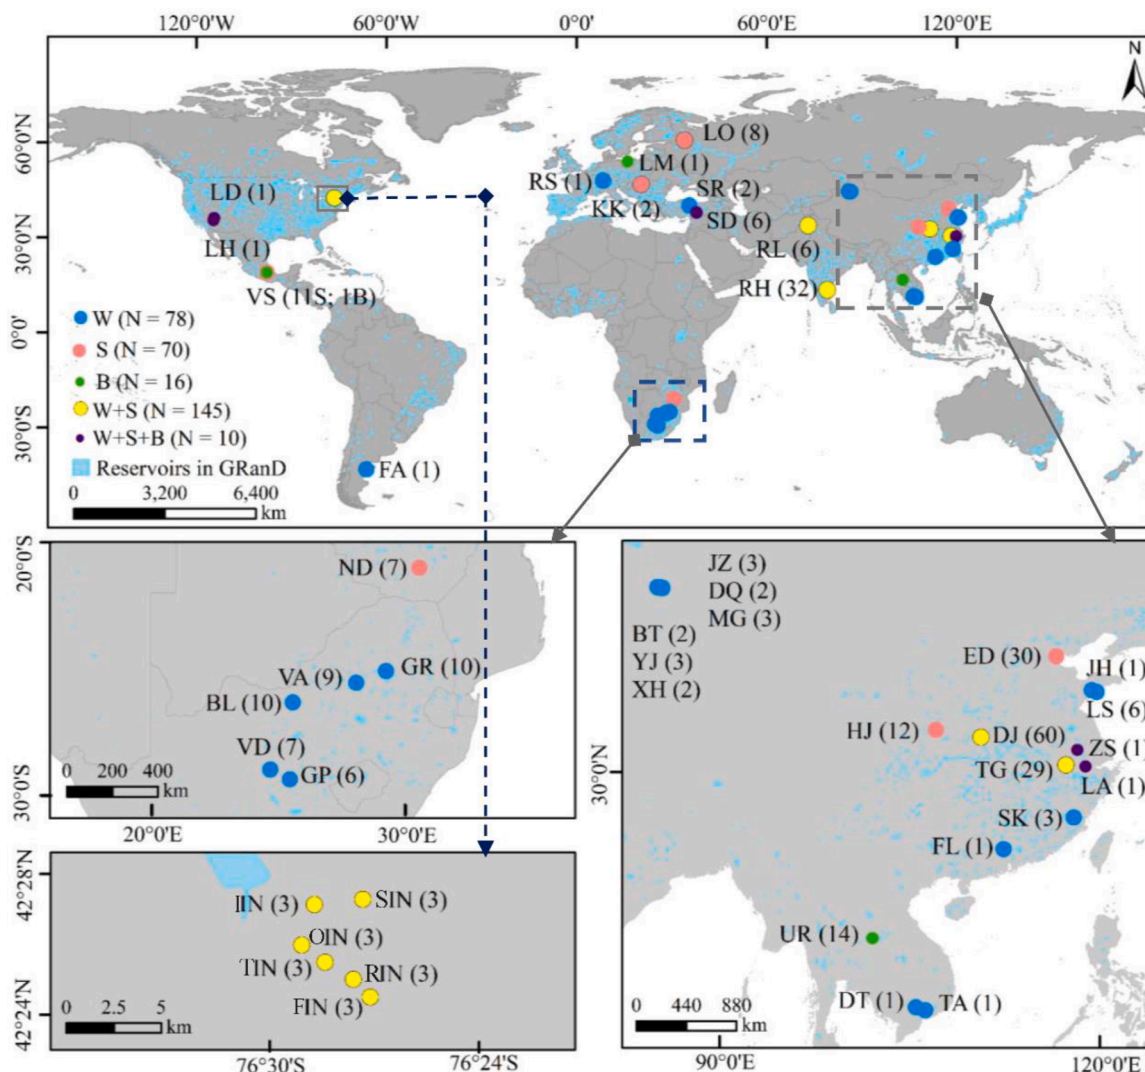 120°0'W 60°0'W 0°0' 60°0'E 120°0'E
N
60°0'N
LO (8)
LM (1)
LD (1)
RS (1)
SR (2)
KK (2)
SD (6)
30°0'N
LH (1)
RL (6)
VS (11S; 1B)
RH (32)
0°0'
W (N = 78)
S (N = 70)
B (N = 16)
W+S (N = 145)
W+S+B (N = 10)
Reservoirs in GRanD
30°0'S
FA (1)
0 3,200 6,400
km
20°0'S
ND (7)
VA (9)
GR (10)
BL (10)
VD (7)
GP (6)
0 200 400
km
30°0'S
20°0'E 30°0'E
JZ (3)
DQ (2)
MG (3)
BT (2)
YJ (3)
XH (2)
ED (30)
JH (1)
LS (6)
HJ (12)
DJ (60)
ZS (1)
30°0'N
TG (29)
LA (1)
SK (3)
FL (1)
UR (14)
DT (1)
TA (1)
0 440 880
km
90°0'E 120°0'E
42°28'S
IIN (3)
SIN (3)
OIN (3)
TIN (3)
RIN (3)
FIN (3)
0 2.5 5
km
42°24'S
76°30'S 76°24'S